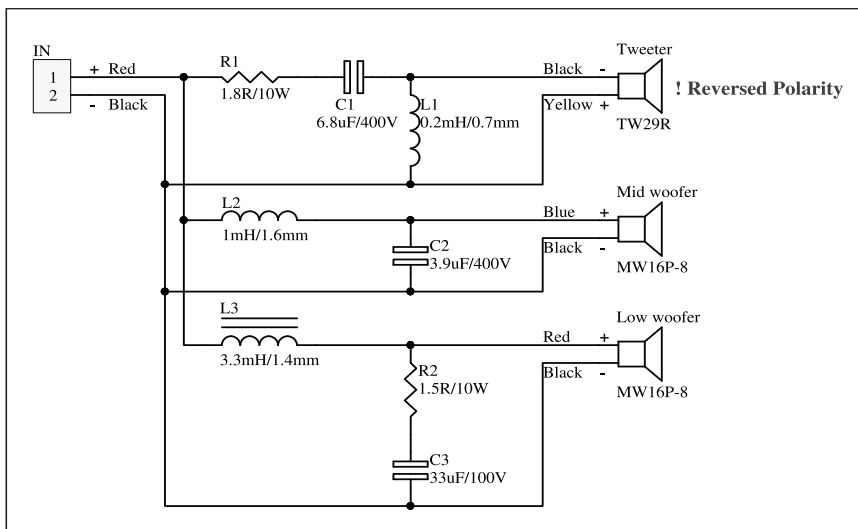 IN
1
2
+ Red
- Black
R1
1.8R/10W
C1
6.8uF/400V
L1
0.2mH/0.7mm
Tweeter
Black -
Yellow +
TW29R
! Reversed Polarity
L2
1mH/1.6mm
C2
3.9uF/400V
Mid woofer
Blue +
Black -
MW16P-8
L3
3.3mH/1.4mm
R2
1.5R/10W
C3
33uF/100V
Low woofer
Red +
Black -
MW16P-8